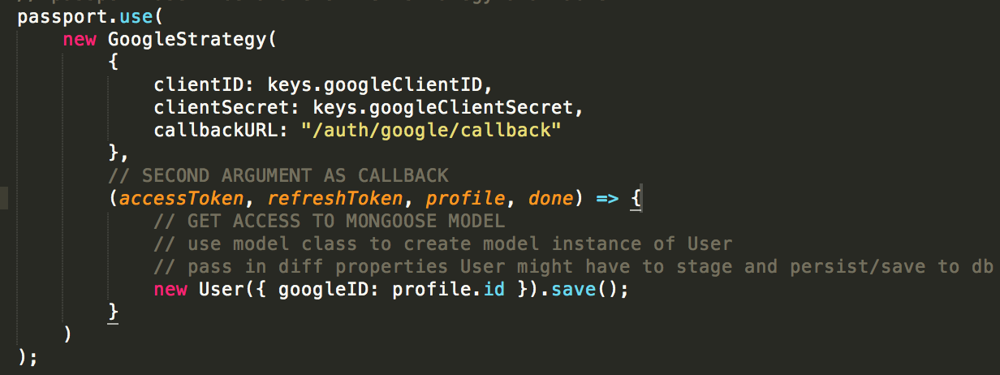 passport.use(
    new GoogleStrategy(
        {
            clientID: keys.googleClientID,
            clientSecret: keys.googleClientSecret,
            callbackURL: "/auth/google/callback"
        },
        // SECOND ARGUMENT AS CALLBACK
        (accessToken, refreshToken, profile, done) => {
            // GET ACCESS TO MONGOOSE MODEL
            // use model class to create model instance of User
            // pass in diff properties User might have to stage and persist/save to db
            new User({ googleID: profile.id }).save();
        }
    )
);